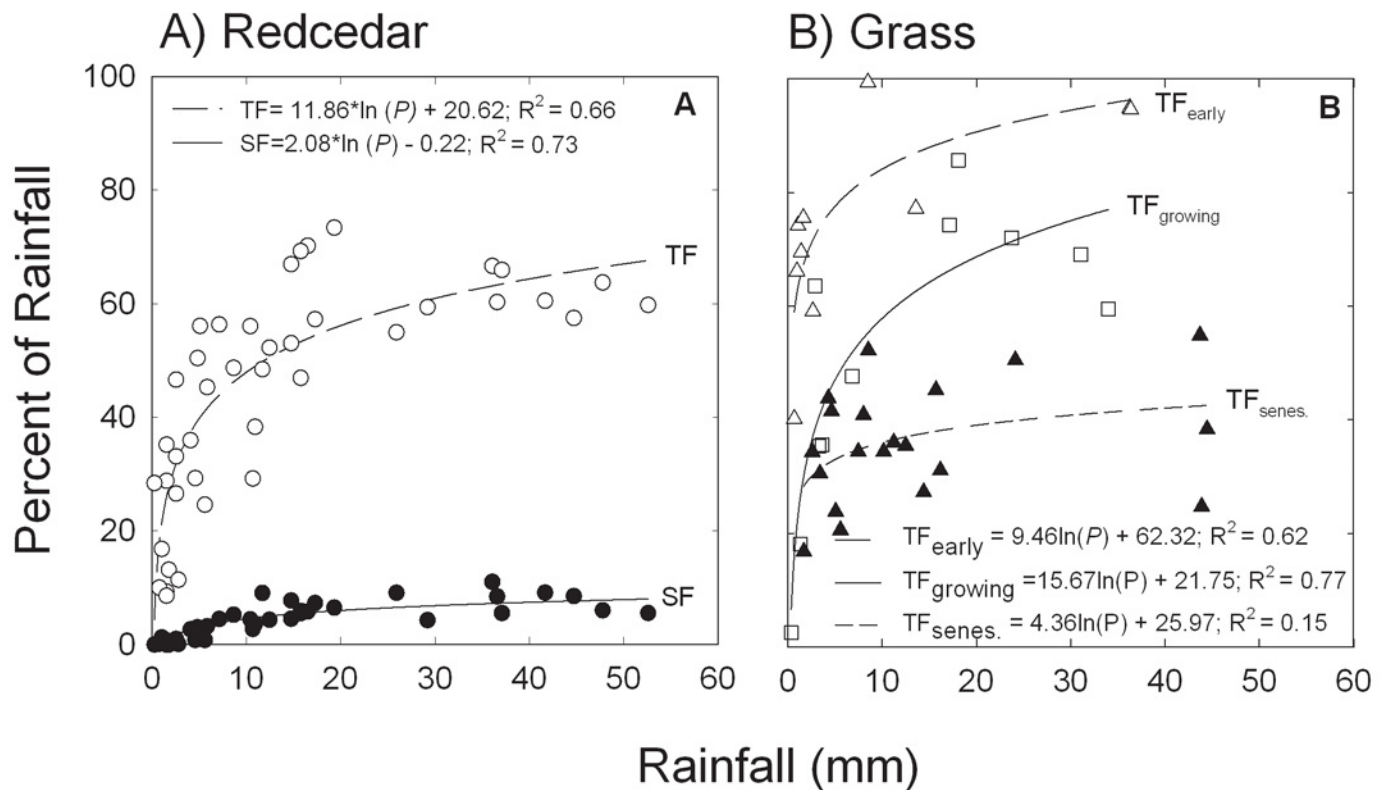 A) Redcedar
B) Grass
Percent of Rainfall
100
80
60
40
20
0
TF= 11.86*ln (P) + 20.62; R² = 0.66
SF=2.08*ln (P) - 0.22; R² = 0.73
A
TF
SF
0 10 20 30 40 50 60
B
TFearly
TFgrowing
TFsenes.
TFearly = 9.46ln(P) + 62.32; R² = 0.62
TFgrowing =15.67ln(P) + 21.75; R² = 0.77
TFsenes. = 4.36ln(P) + 25.97; R² = 0.15
0 10 20 30 40 50 60
Rainfall (mm)